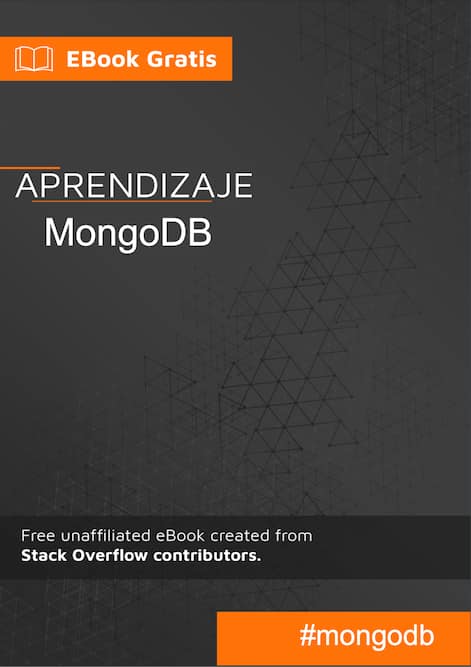 EBook Gratis
APRENDIZAJE
MongoDB
Free unaffiliated eBook created from
Stack Overflow contributors.
#mongodb